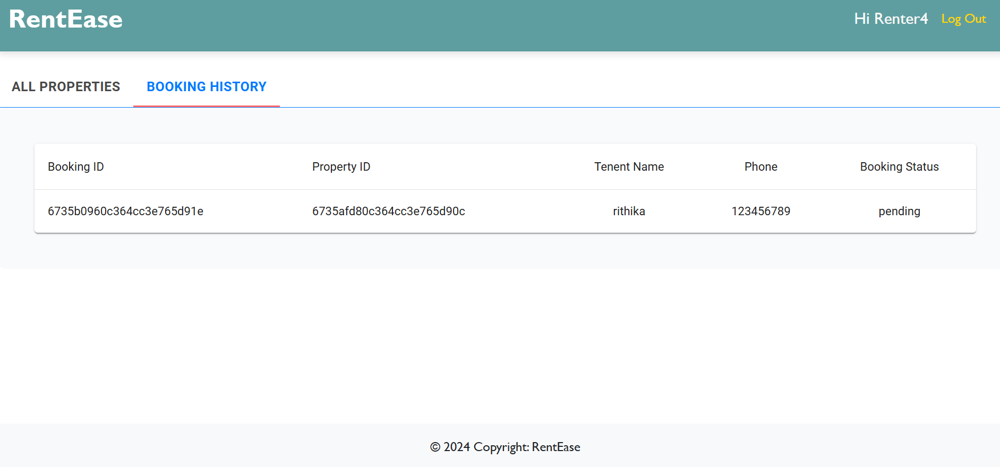 RentEase
Hi Renter4 Log Out
ALL PROPERTIES BOOKING HISTORY
Booking ID Property ID Tenent Name Phone Booking Status
6735b0960c364cc3e765d91e 6735afd80c364cc3e765d90c rithika 123456789 pending
© 2024 Copyright: RentEase